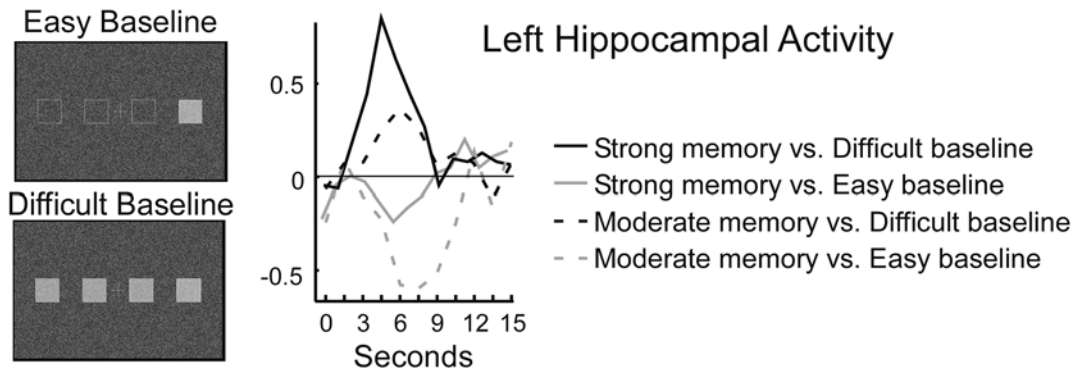 Easy Baseline
Difficult Baseline
Left Hippocampal Activity
0.5
0
-0.5
0 3 6 9 12 15
Seconds
Strong memory vs. Difficult baseline
Strong memory vs. Easy baseline
Moderate memory vs. Difficult baseline
Moderate memory vs. Easy baseline